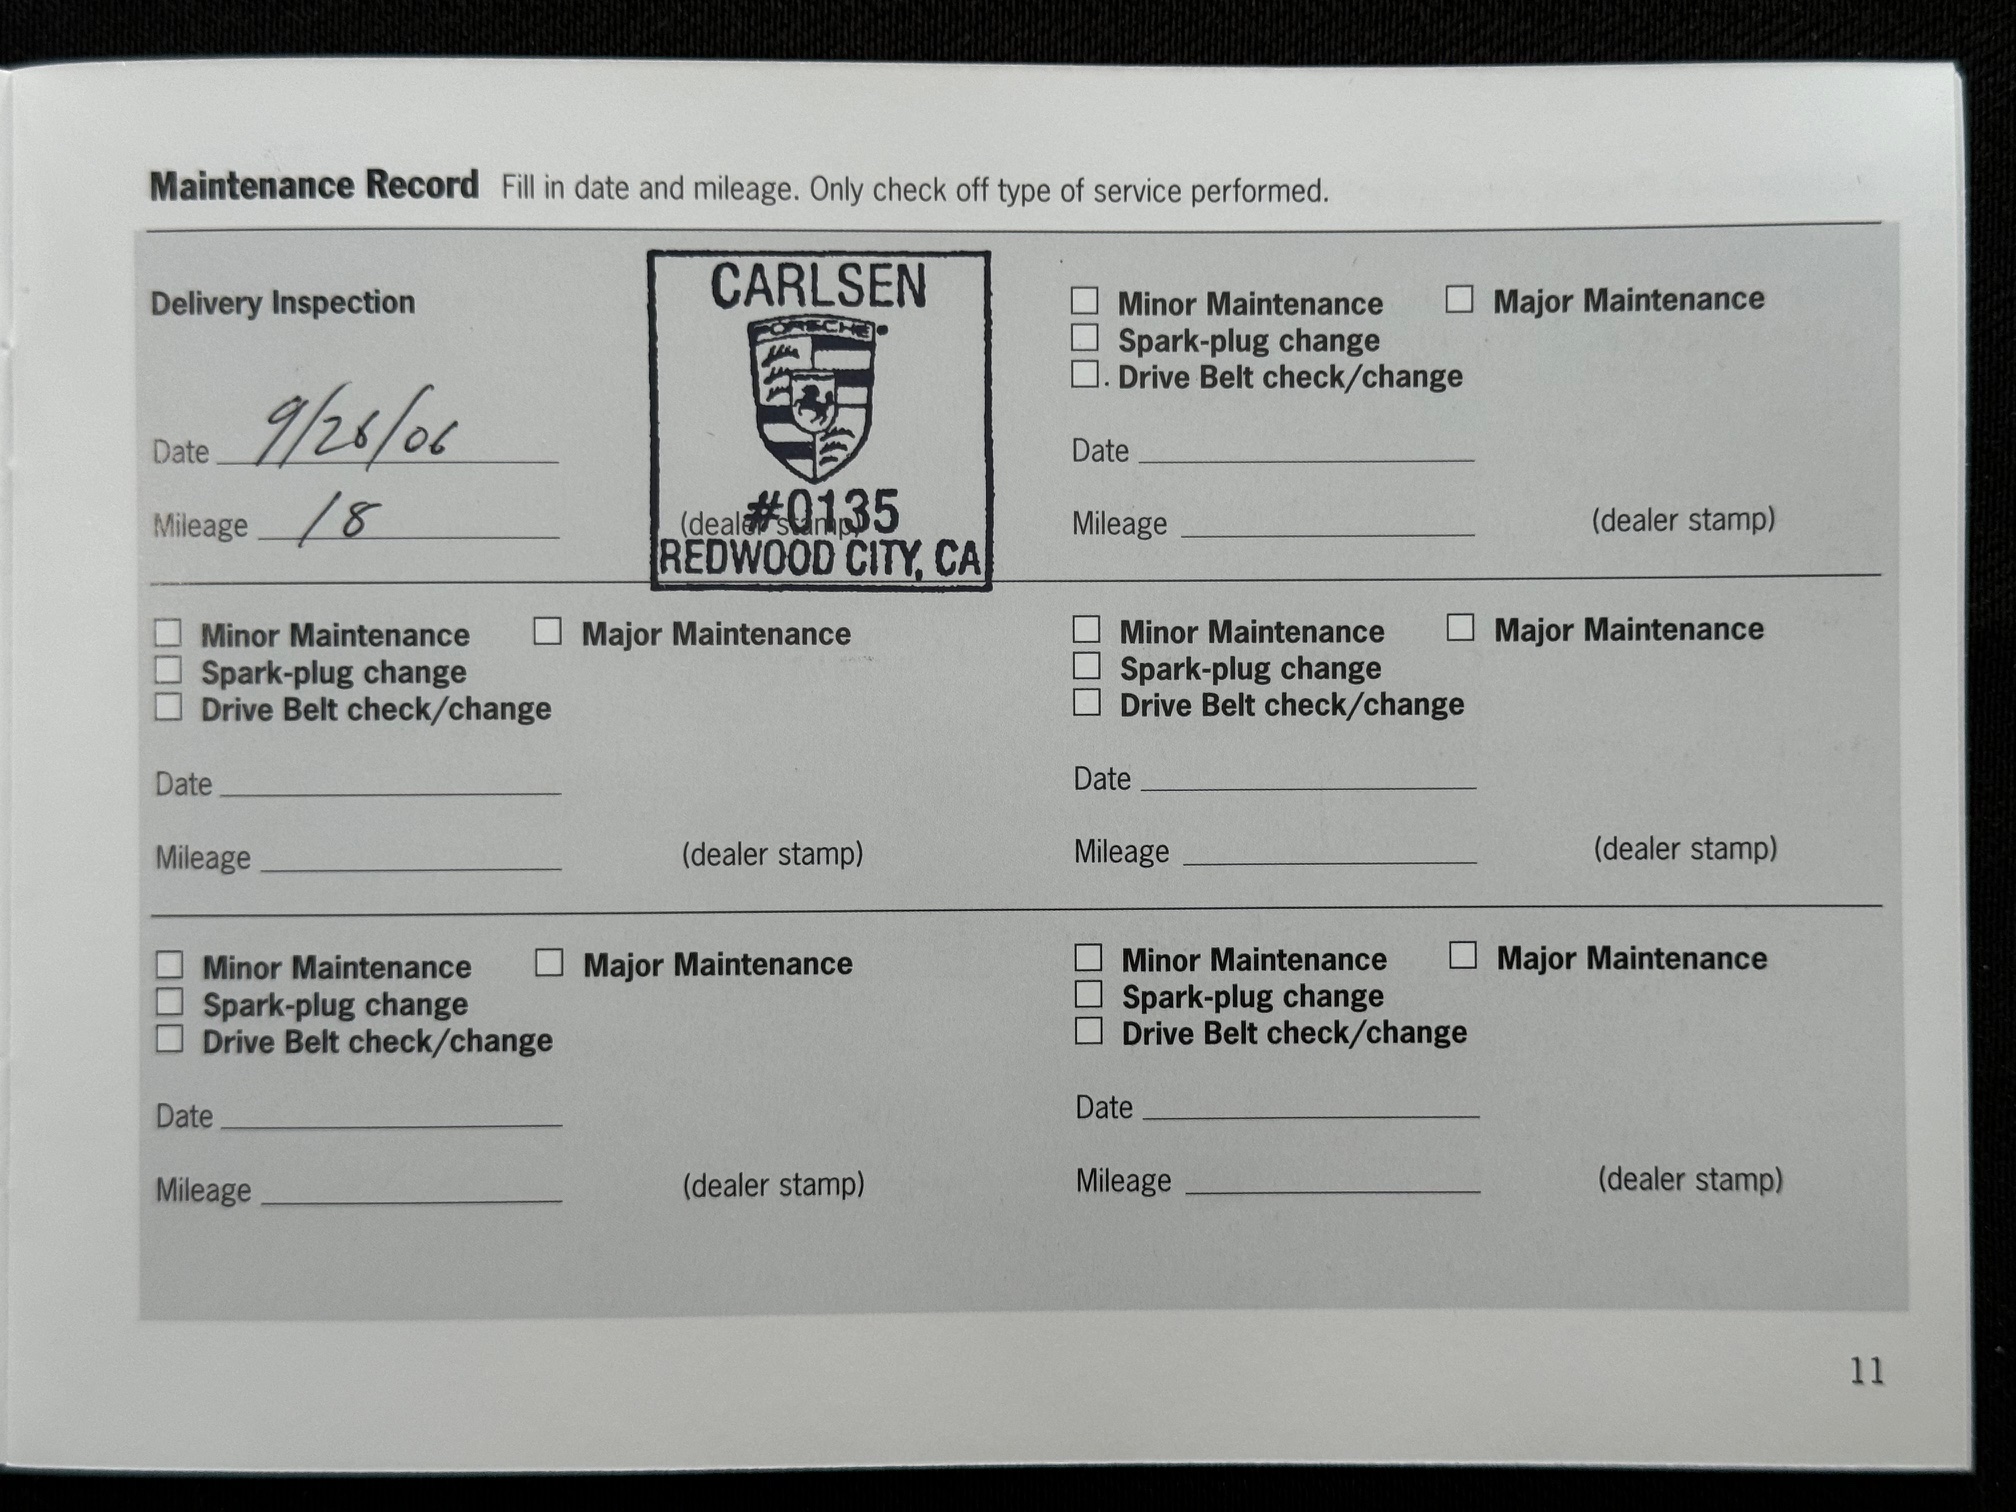 Maintenance Record Fill in date and mileage. Only check off type of service performed.
Delivery Inspection
Date 9/26/06
Mileage 18
CARLSEN
PORSCHE
#0135
(dealer stamp)
REDWOOD CITY, CA
Minor Maintenance Major Maintenance
Spark-plug change
Drive Belt check/change
Date
Mileage (dealer stamp)
Minor Maintenance Major Maintenance
Spark-plug change
Drive Belt check/change
Date
Mileage (dealer stamp)
Minor Maintenance Major Maintenance
Spark-plug change
Drive Belt check/change
Date
Mileage (dealer stamp)
Minor Maintenance Major Maintenance
Spark-plug change
Drive Belt check/change
Date
Mileage (dealer stamp)
Minor Maintenance Major Maintenance
Spark-plug change
Drive Belt check/change
Date
Mileage (dealer stamp)
11